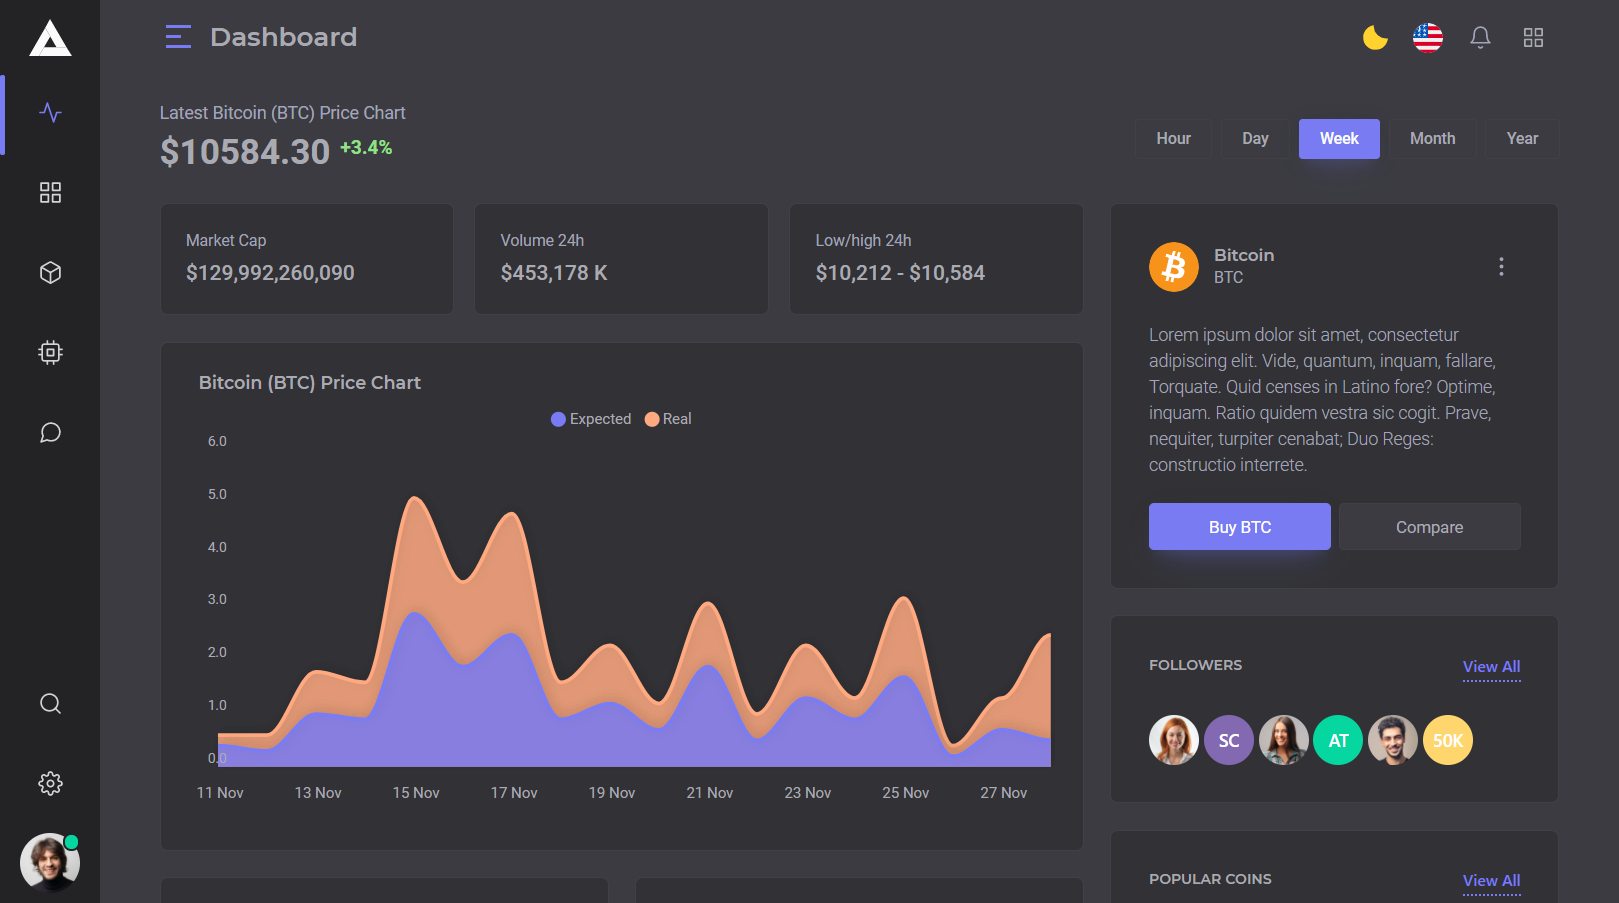 Dashboard
Latest Bitcoin (BTC) Price Chart
$10584.30 +3.4%
Hour Day Week Month Year
Market Cap
$129,992,260,090
Volume 24h
$453,178 K
Low/high 24h
$10,212 - $10,584
Bitcoin (BTC) Price Chart
Expected Real
6.0
5.0
4.0
3.0
2.0
1.0
0.0
11 Nov 13 Nov 15 Nov 17 Nov 19 Nov 21 Nov 23 Nov 25 Nov 27 Nov
Bitcoin
BTC
Lorem ipsum dolor sit amet, consectetur
adipiscing elit. Vide, quantum, inquam, fallare,
Torquate. Quid censes in Latino fore? Optime,
inquam. Ratio quidem vestra sic cogit. Prave,
nequiter, turpiter cenabat; Duo Reges:
constructio interrete.
Buy BTC Compare
FOLLOWERS View All
SC AT 50K
POPULAR COINS View All